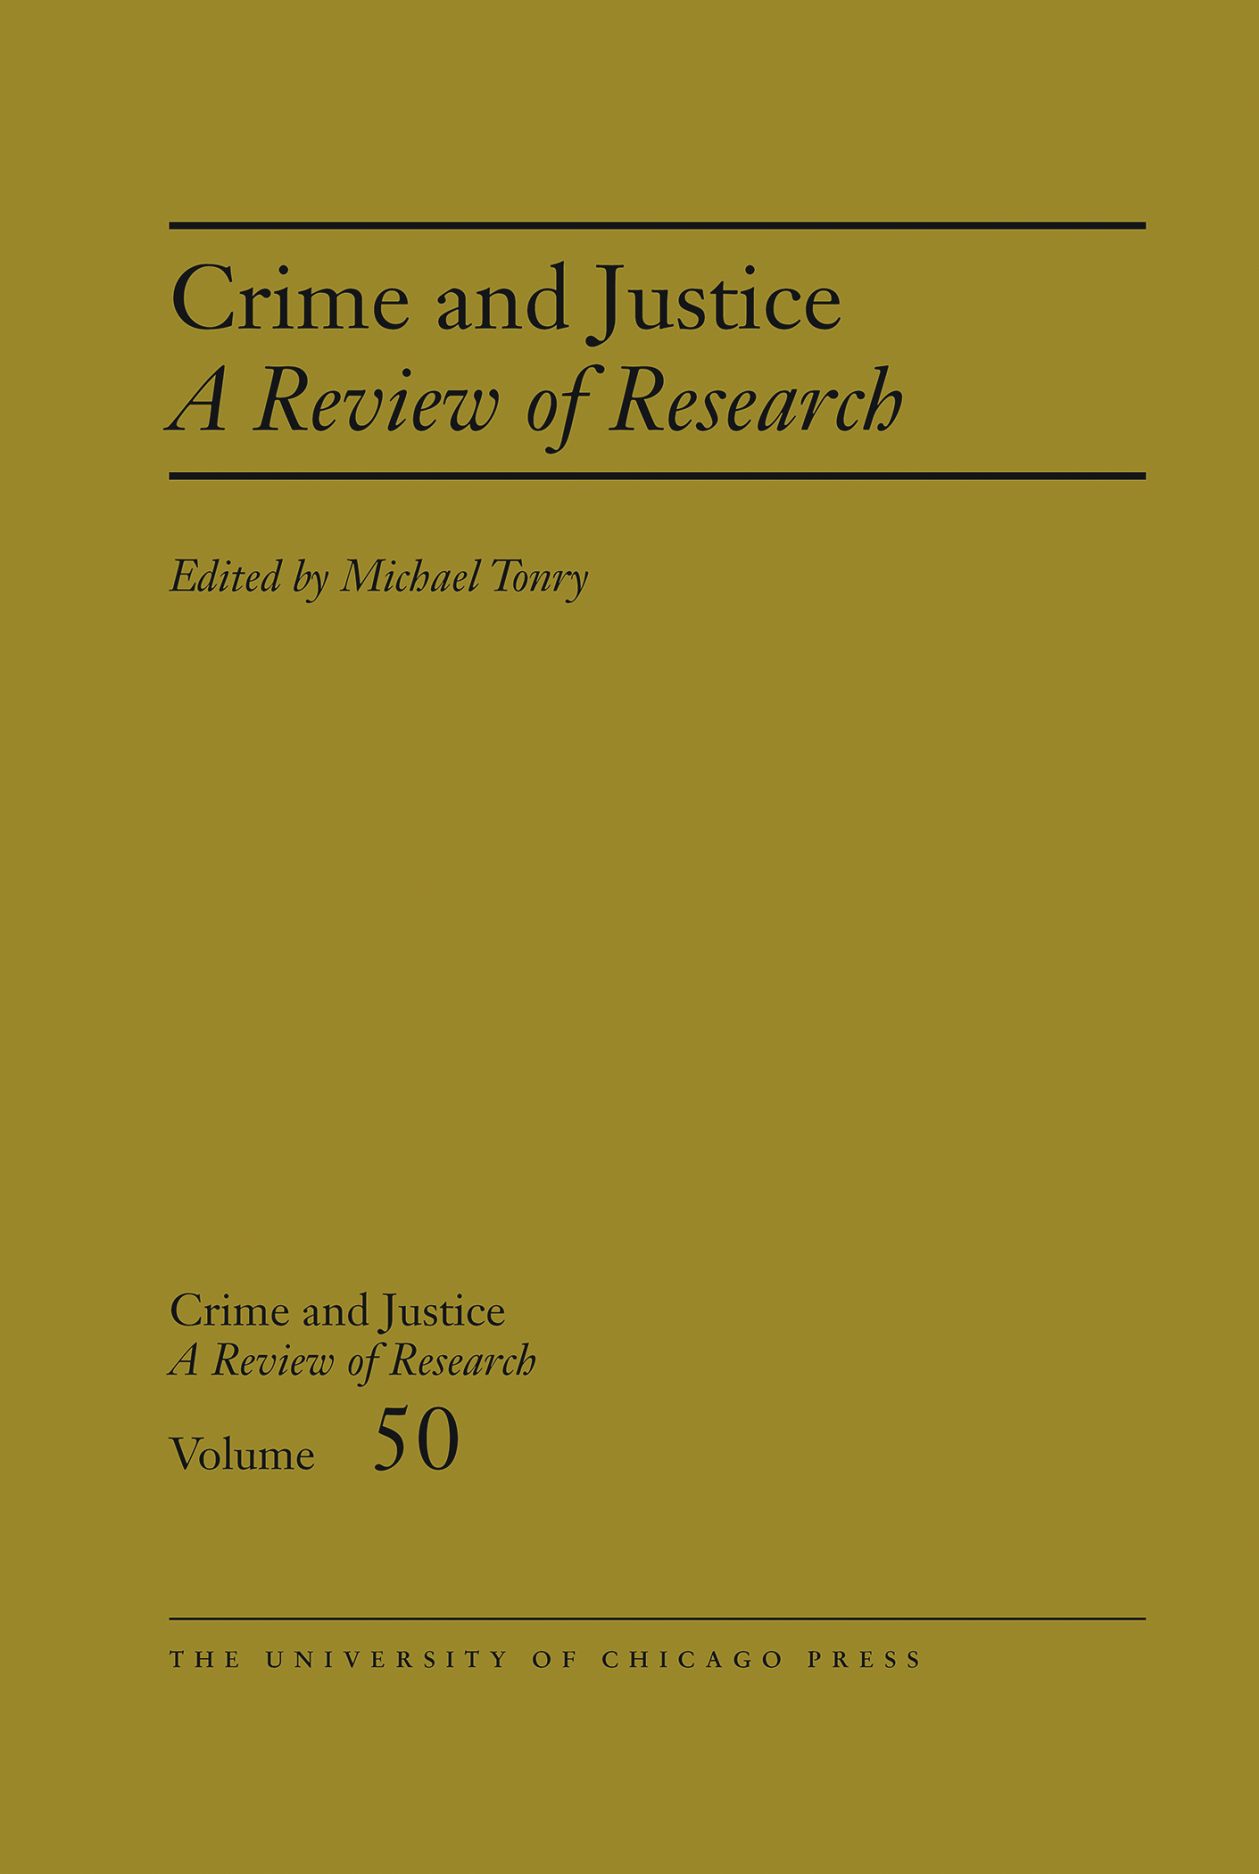 Crime and Justice
A Review of Research
Edited by Michael Tonry
Crime and Justice
A Review of Research
Volume 50
THE UNIVERSITY OF CHICAGO PRESS